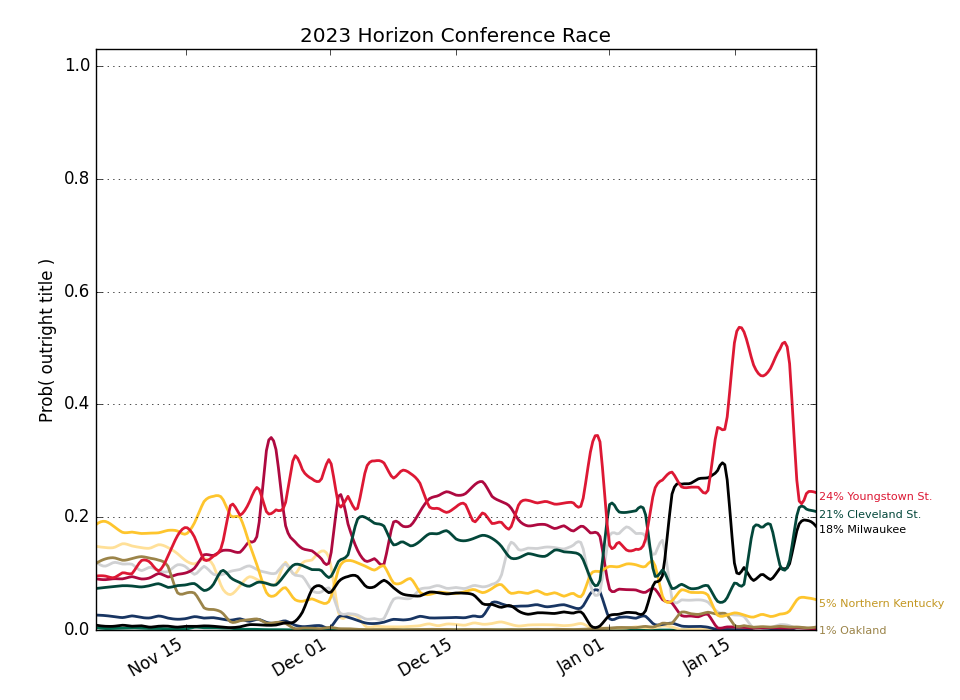 2023 Horizon Conference Race
1.0
0.8
0.6
0.4
0.2
0.0
Prob( outright title )
Nov 15
Dec 01
Dec 15
Jan 01
Jan 15
24% Youngstown St.
21% Cleveland St.
18% Milwaukee
5% Northern Kentucky
1% Oakland